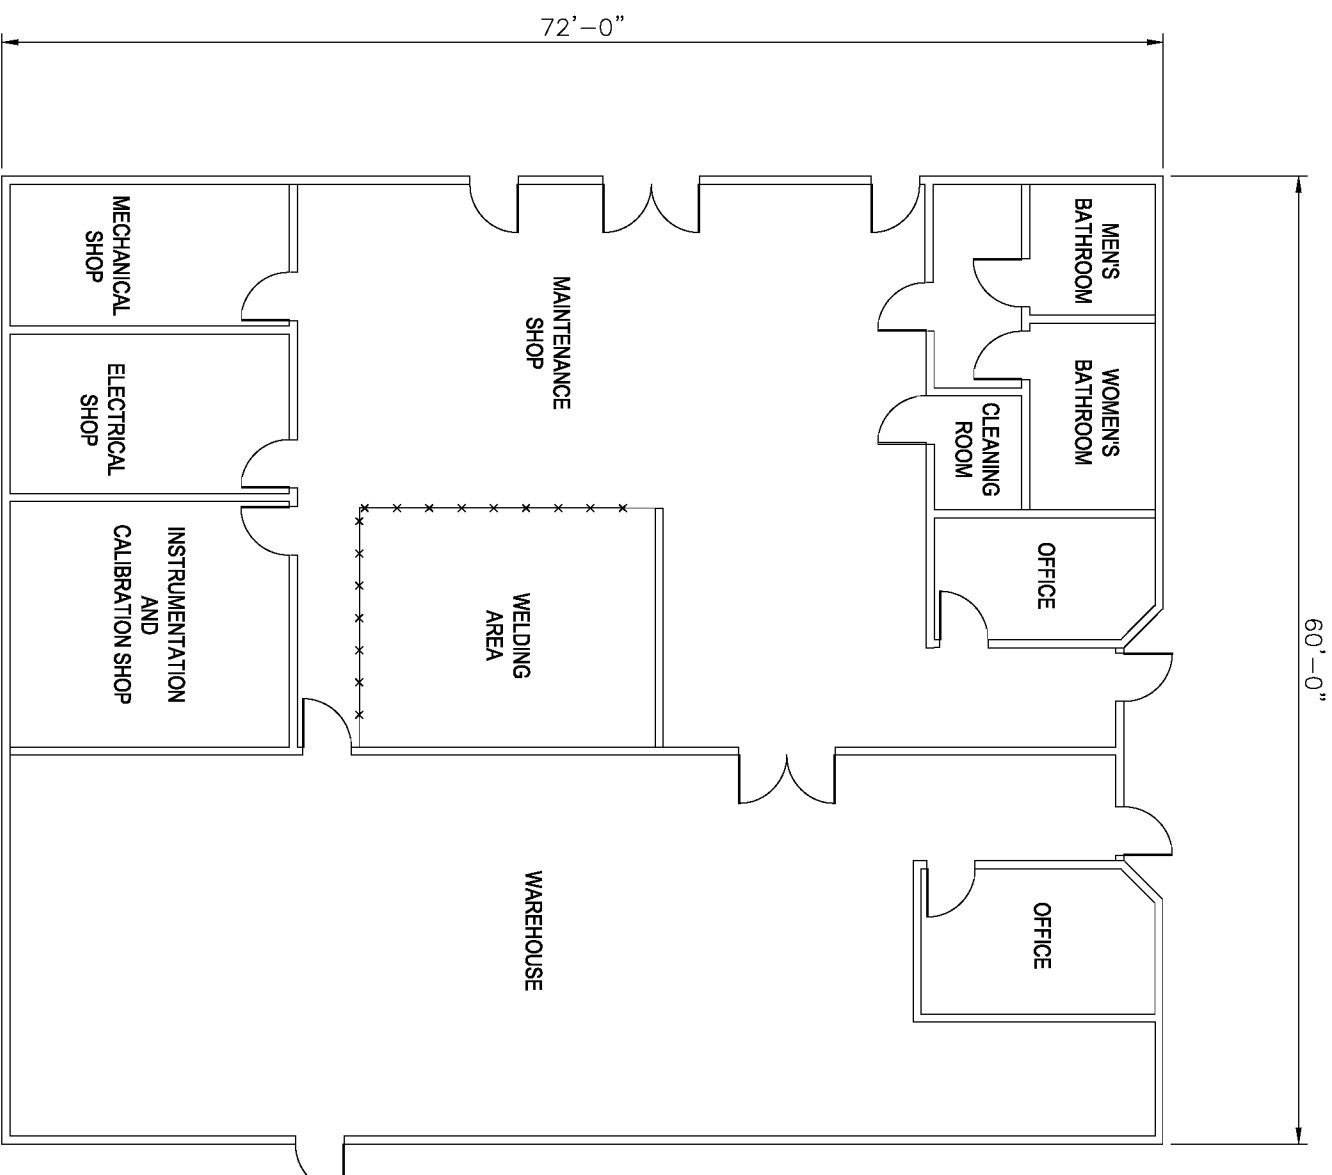 72'-0"
60'-0"
MECHANICAL
SHOP
MAINTENANCE
SHOP
MEN'S
BATHROOM
ELECTRICAL
SHOP
CLEANING
ROOM
WOMEN'S
BATHROOM
INSTRUMENTATION
AND
CALIBRATION SHOP
WELDING
AREA
OFFICE
WAREHOUSE
OFFICE